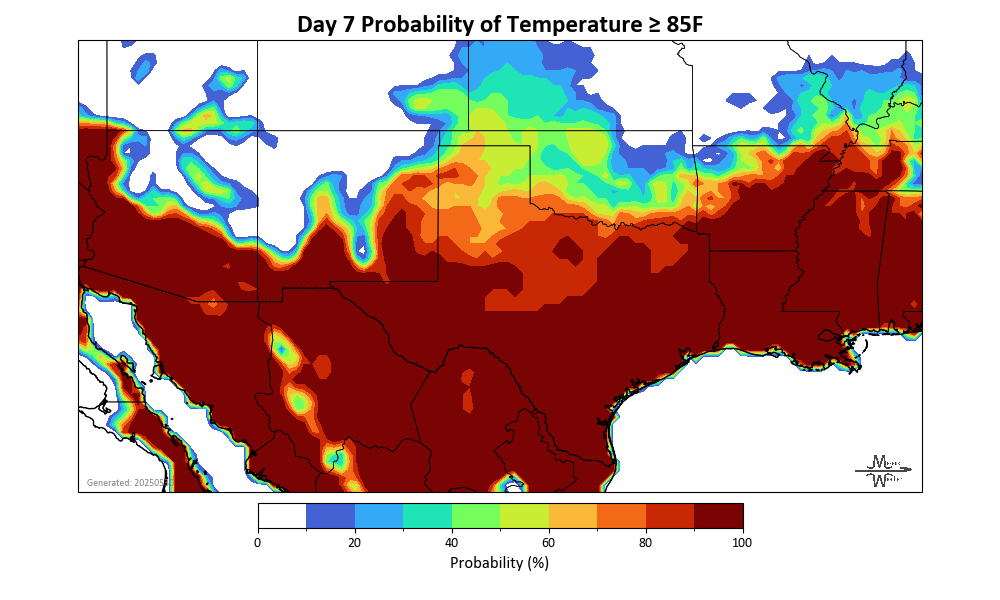 Day 7 Probability of Temperature ≥ 85F
Generated: 202505
0 20 40 60 80 100
Probability (%)